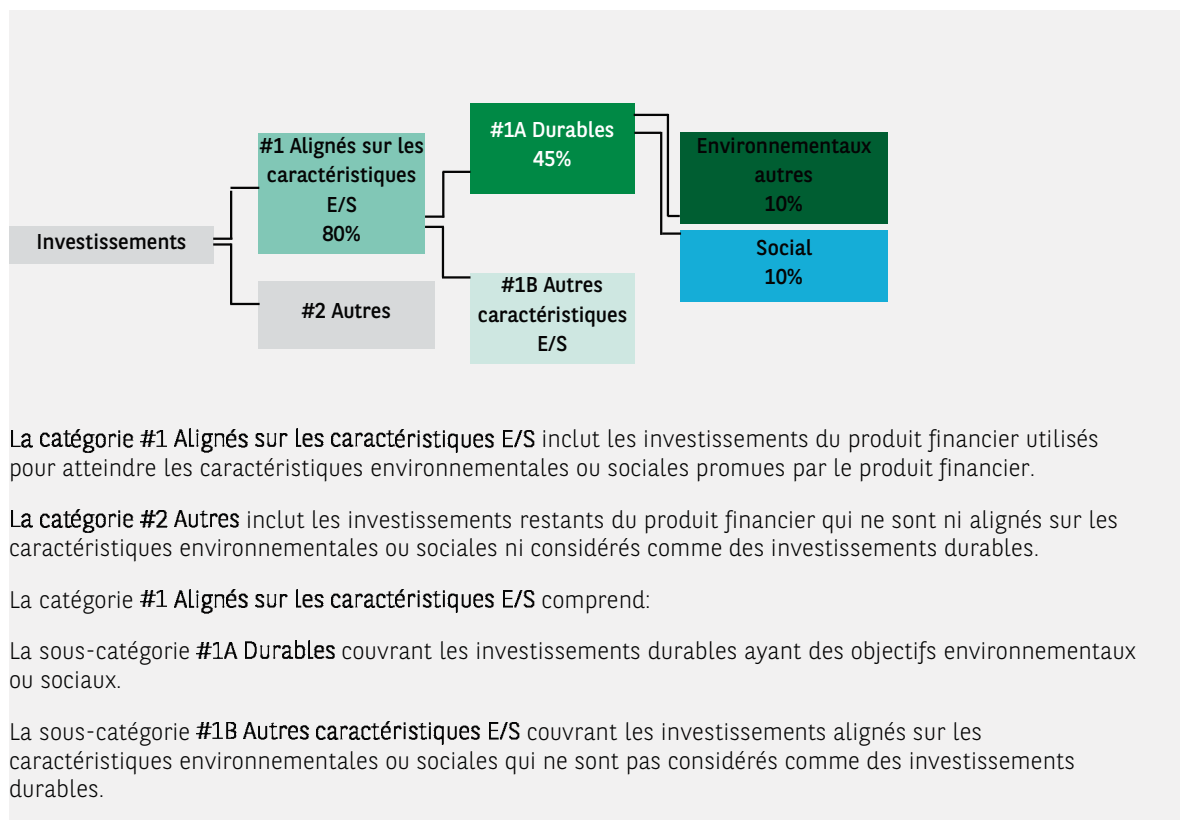 #1A Durables
45%
#1 Alignés sur les
caractéristiques
E/S
80%
Environnementaux
autres
10%
Investissements
Social
10%
#2 Autres
#1B Autres
caractéristiques
E/S
La catégorie #1 Alignés sur les caractéristiques E/S inclut les investissements du produit financier utilisés
pour atteindre les caractéristiques environnementales ou sociales promues par le produit financier.
La catégorie #2 Autres inclut les investissements restants du produit financier qui ne sont ni alignés sur les
caractéristiques environnementales ou sociales ni considérés comme des investissements durables.
La catégorie #1 Alignés sur les caractéristiques E/S comprend:
La sous-catégorie #1A Durables couvrant les investissements durables ayant des objectifs environnementaux
ou sociaux.
La sous-catégorie #1B Autres caractéristiques E/S couvrant les investissements alignés sur les
caractéristiques environnementales ou sociales qui ne sont pas considérés comme des investissements
durables.